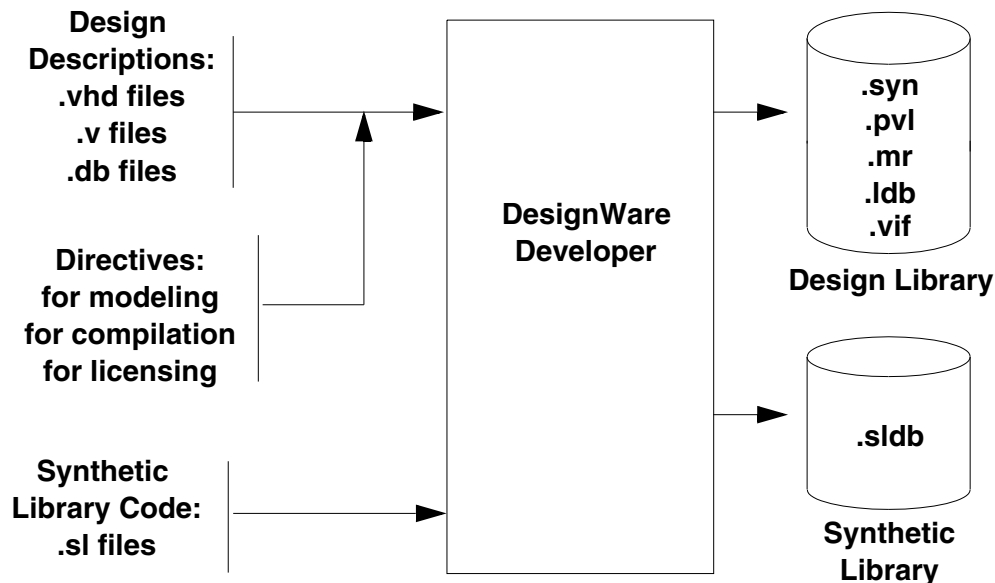 Design
Descriptions:
.vhd files
.v files
.db files
Directives:
for modeling
for compilation
for licensing
Synthetic
Library Code:
.sl files
DesignWare
Developer
.syn
.pvl
.mr
.ldb
.vif
Design Library
.sldb
Synthetic
Library